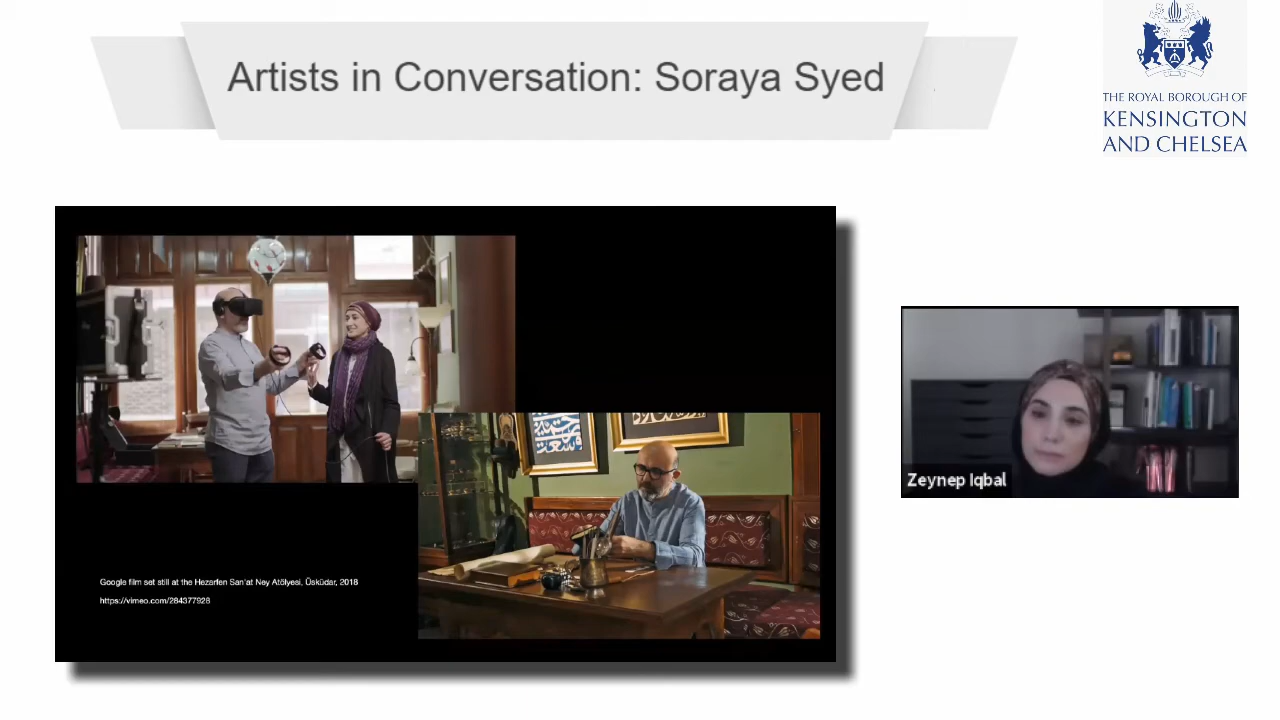 Artists in Conversation: Soraya Syed
THE ROYAL BOROUGH OF
KENSINGTON
AND CHELSEA
Google film set still at the Hezarfen San'at Ney Atölyesi, Üsküdar, 2018
https://vimeo.com/284377928
Zeynep Iqbal